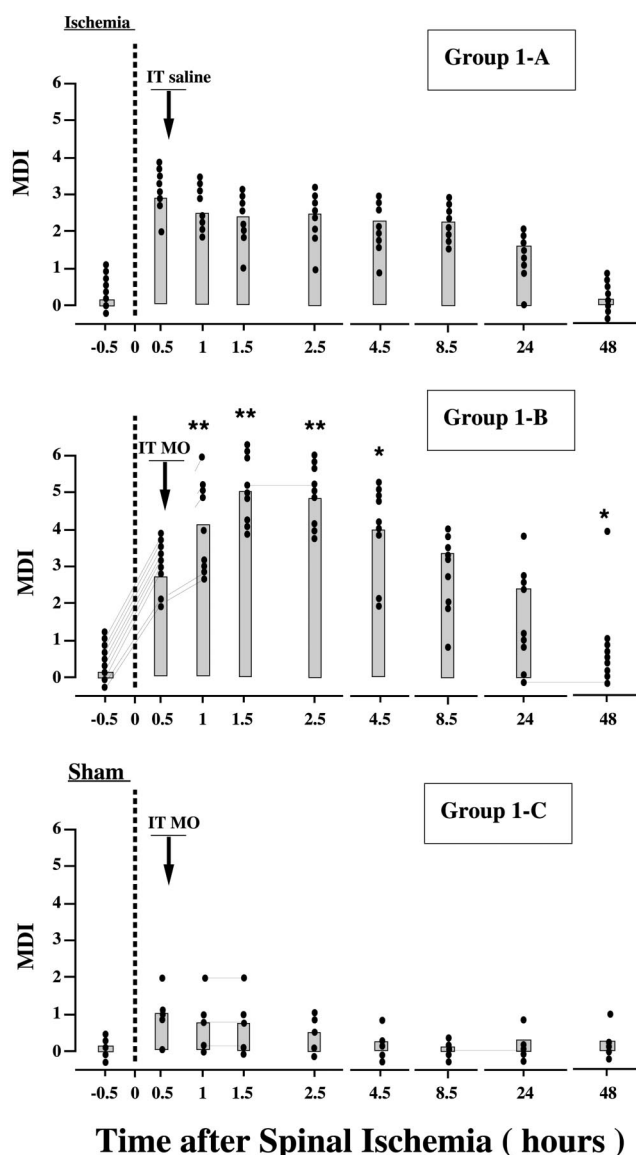 Ischemia
Group 1-A
IT saline
MDI
6
5
4
3
2
1
0
-0.5 0 0.5 1 1.5 2.5 4.5 8.5 24 48
Group 1-B
** ** ** * *
IT MO
MDI
6
5
4
3
2
1
0
-0.5 0 0.5 1 1.5 2.5 4.5 8.5 24 48
Sham
Group 1-C
IT MO
MDI
6
5
4
3
2
1
0
-0.5 0 0.5 1 1.5 2.5 4.5 8.5 24 48
Time after Spinal Ischemia ( hours )